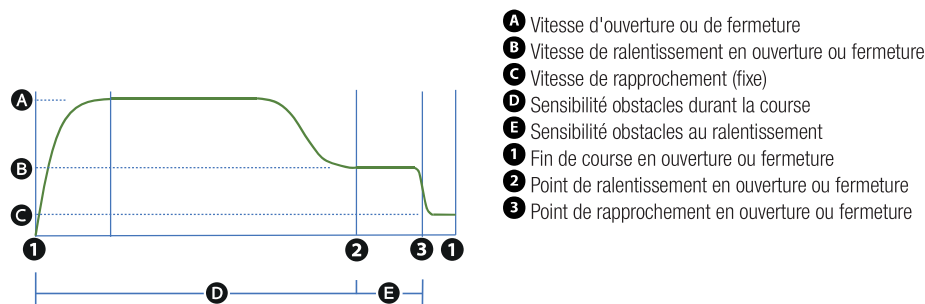 A Vitesse d'ouverture ou de fermeture
B Vitesse de ralentissement en ouverture ou fermeture
C Vitesse de rapprochement (fixe)
D Sensibilité obstacles durant la course
E Sensibilité obstacles au ralentissement
1 Fin de course en ouverture ou fermeture
2 Point de ralentissement en ouverture ou fermeture
3 Point de rapprochement en ouverture ou fermeture
A
B
C
1 2 3 1
D E